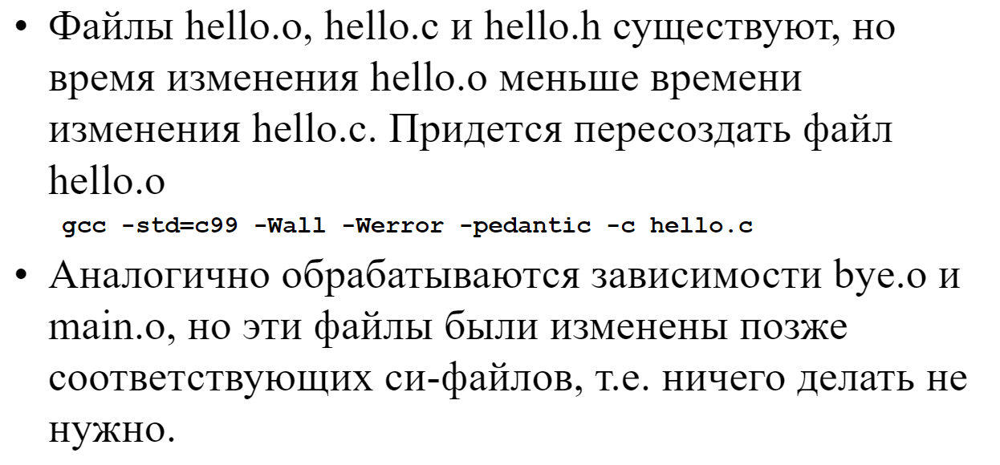 • Файлы hello.o, hello.c и hello.h существуют, но
время изменения hello.o меньше времени
изменения hello.c. Придется пересоздать файл
hello.o
gcc -std=c99 -Wall -Werror -pedantic -c hello.c
• Аналогично обрабатываются зависимости bye.o и
main.o, но эти файлы были изменены позже
соответствующих си-файлов, т.е. ничего делать не
нужно.